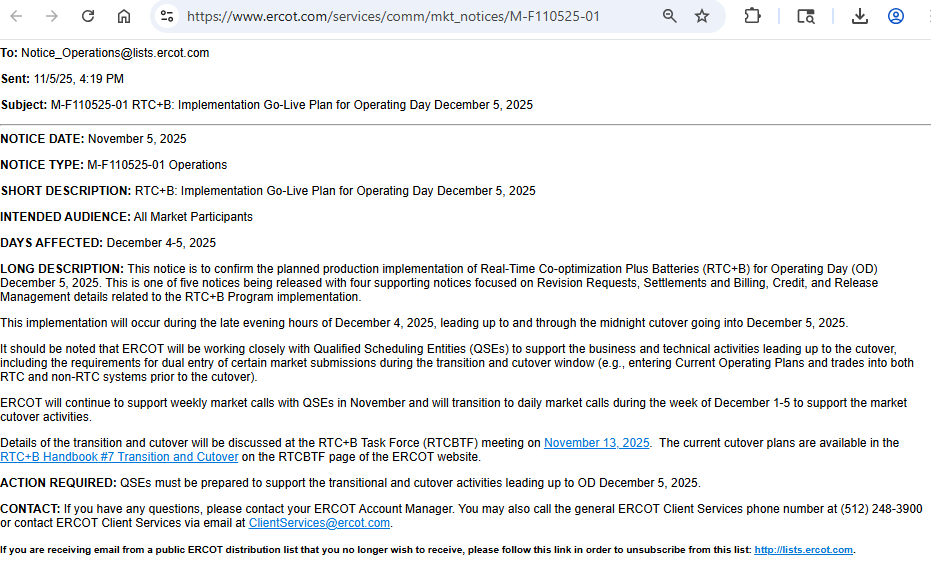 https://www.ercot.com/services/comm/mkt_notices/M-F110525-01
To: Notice_Operations@lists.ercot.com
Sent: 11/5/25, 4:19 PM
Subject: M-F110525-01 RTC+B: Implementation Go-Live Plan for Operating Day December 5, 2025
NOTICE DATE: November 5, 2025
NOTICE TYPE: M-F110525-01 Operations
SHORT DESCRIPTION: RTC+B: Implementation Go-Live Plan for Operating Day December 5, 2025
INTENDED AUDIENCE: All Market Participants
DAYS AFFECTED: December 4-5, 2025
LONG DESCRIPTION: This notice is to confirm the planned production implementation of Real-Time Co-optimization Plus Batteries (RTC+B) for Operating Day (OD)
December 5, 2025. This is one of five notices being released with four supporting notices focused on Revision Requests, Settlements and Billing, Credit, and Release
Management details related to the RTC+B Program implementation.
This implementation will occur during the late evening hours of December 4, 2025, leading up to and through the midnight cutover going into December 5, 2025.
It should be noted that ERCOT will be working closely with Qualified Scheduling Entities (QSEs) to support the business and technical activities leading up to the cutover,
including the requirements for dual entry of certain market submissions during the transition and cutover window (e.g., entering Current Operating Plans and trades into both
RTC and non-RTC systems prior to the cutover).
ERCOT will continue to support weekly market calls with QSEs in November and will transition to daily market calls during the week of December 1-5 to support the market
cutover activities.
Details of the transition and cutover will be discussed at the RTC+B Task Force (RTCBTF) meeting on November 13, 2025. The current cutover plans are available in the
RTC+B Handbook #7 Transition and Cutover on the RTCBTF page of the ERCOT website.
ACTION REQUIRED: QSEs must be prepared to support the transitional and cutover activities leading up to OD December 5, 2025.
CONTACT: If you have any questions, please contact your ERCOT Account Manager. You may also call the general ERCOT Client Services phone number at (512) 248-3900
or contact ERCOT Client Services via email at ClientServices@ercot.com.
If you are receiving email from a public ERCOT distribution list that you no longer wish to receive, please follow this link in order to unsubscribe from this list: http://lists.ercot.com.